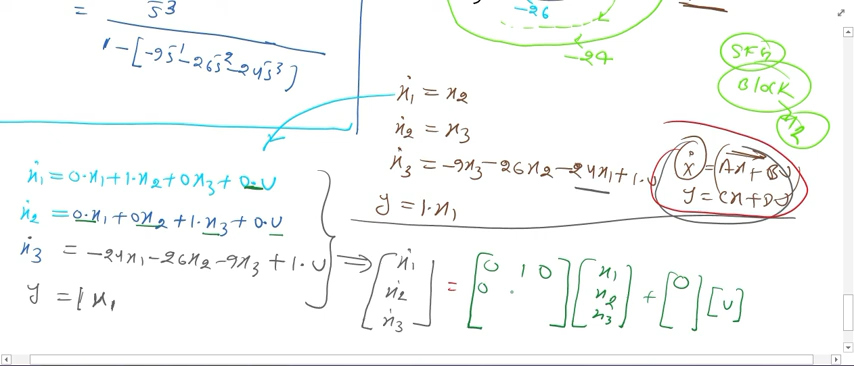 = s̄³
1-[-9s̄¹-26s̄²-24s̄³]
-26
-24
SFG
Block
ẋ₁ = x₂
ẋ₂ = x₃
ẋ₃ = -9x₃-26x₂-24x₁+1.U
y = 1.x₁
Ẋ = AX+BU
Y = CX+DU
ẋ₁ = 0.x₁+1.x₂+0x₃+0.U
ẋ₂ = 0.x₁+0x₂+1.x₃+0.U
ẋ₃ = -24x₁-26x₂-9x₃+1.U
y = 1x₁
⇒ [ẋ₁ ẋ₂ ẋ₃] = [0 1 0 0 .] [x₁ x₂ x₃] + [0] [U]